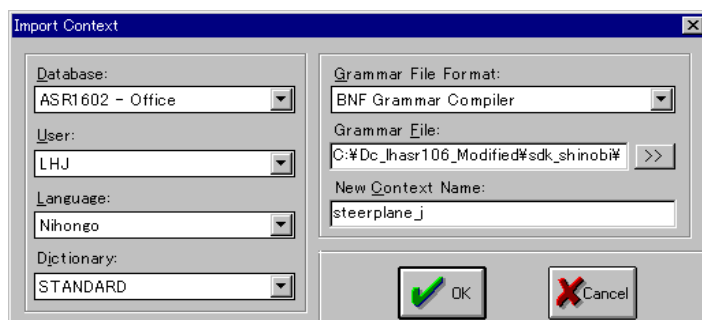 Import Context
Database:
ASR1602 - Office
User:
LHJ
Language:
Nihongo
Dictionary:
STANDARD
Grammar File Format:
BNF Grammar Compiler
Grammar File:
C:¥Dc_lhasr106_Modified¥sdk_shinobi¥
>>
New Context Name:
steerplane_j
OK
Cancel